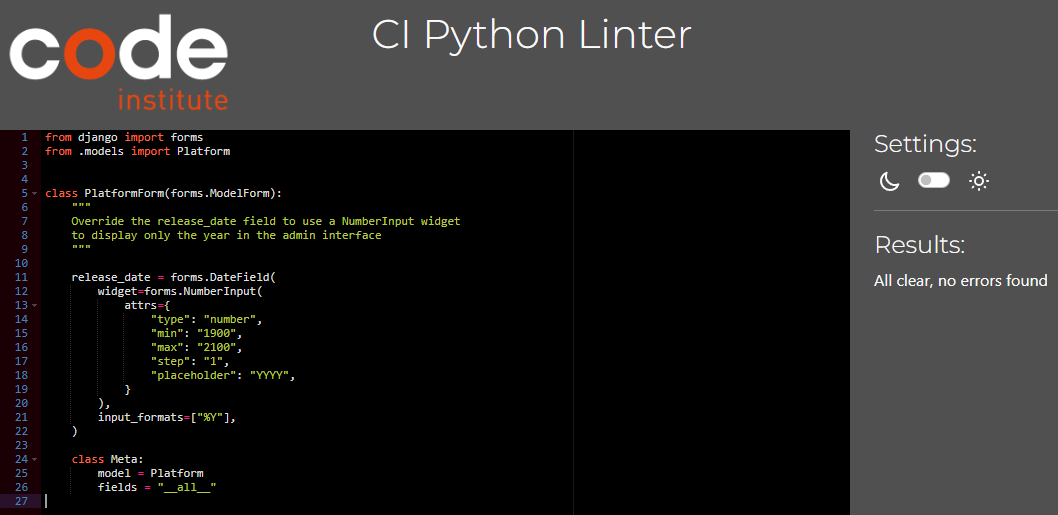 code
institute
CI Python Linter
1 from django import forms
2 from .models import Platform
3
4
5 class PlatformForm(forms.ModelForm):
6     """
7     Override the release_date field to use a NumberInput widget
8     to display only the year in the admin interface
9     """
10
11     release_date = forms.DateField(
12         widget=forms.NumberInput(
13             attrs={
14                 "type": "number",
15                 "min": "1900",
16                 "max": "2100",
17                 "step": "1",
18                 "placeholder": "YYYY",
19             }
20         ),
21         input_formats=["%Y"],
22     )
23
24     class Meta:
25         model = Platform
26         fields = "__all__"
27
Settings:
Results:
All clear, no errors found